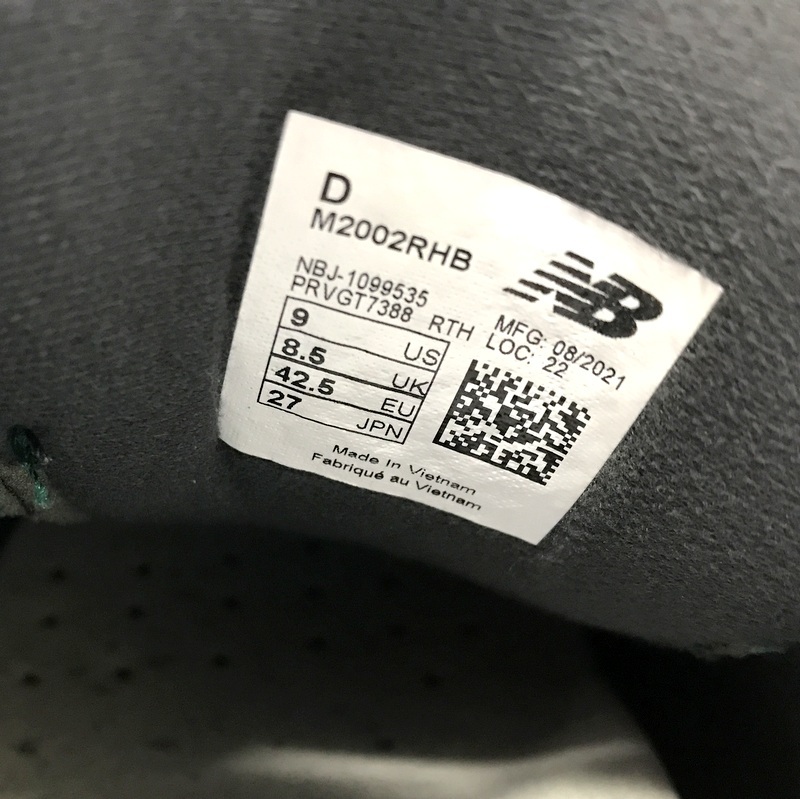 D
M2002RHB
NB
NBJ-1099535
PRVGT7388 RTH
MFG: 08/2021
LOC: 22
9 US
8.5 UK
42.5 EU
27 JPN
Made In Vietnam
Fabriqué au Vietnam